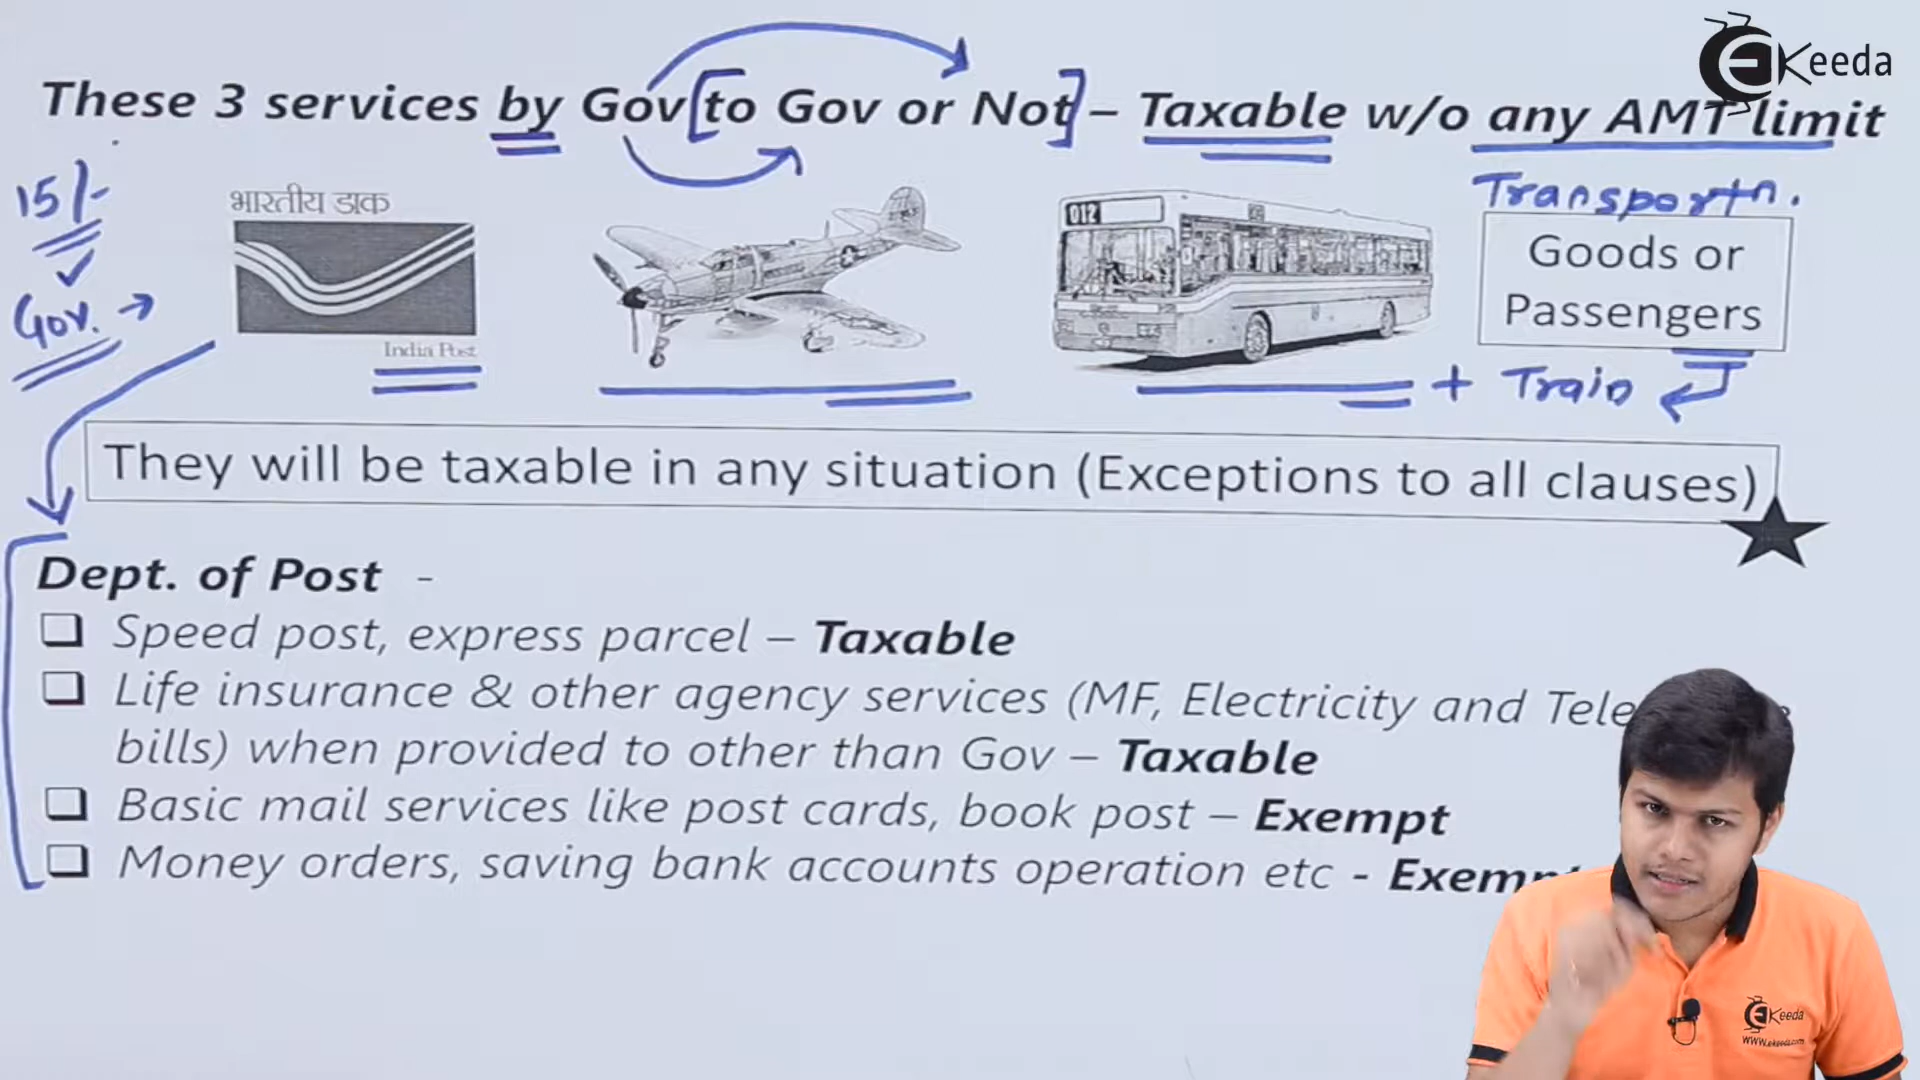 Keeda
These 3 services by Gov [to Gov or Not] – Taxable w/o any AMT limit
15/-
Gov.
भारतीय डाक
India Post
012
Transportn.
Goods or
Passengers
+ Train
They will be taxable in any situation (Exceptions to all clauses)
Dept. of Post -
❑ Speed post, express parcel – Taxable
❑ Life insurance & other agency services (MF, Electricity and
bills) when provided to other than Gov – Taxable
❑ Basic mail services like post cards, book post – Exempt
❑ Money orders, saving bank accounts operation etc -
Keeda
www.ekeeda.com